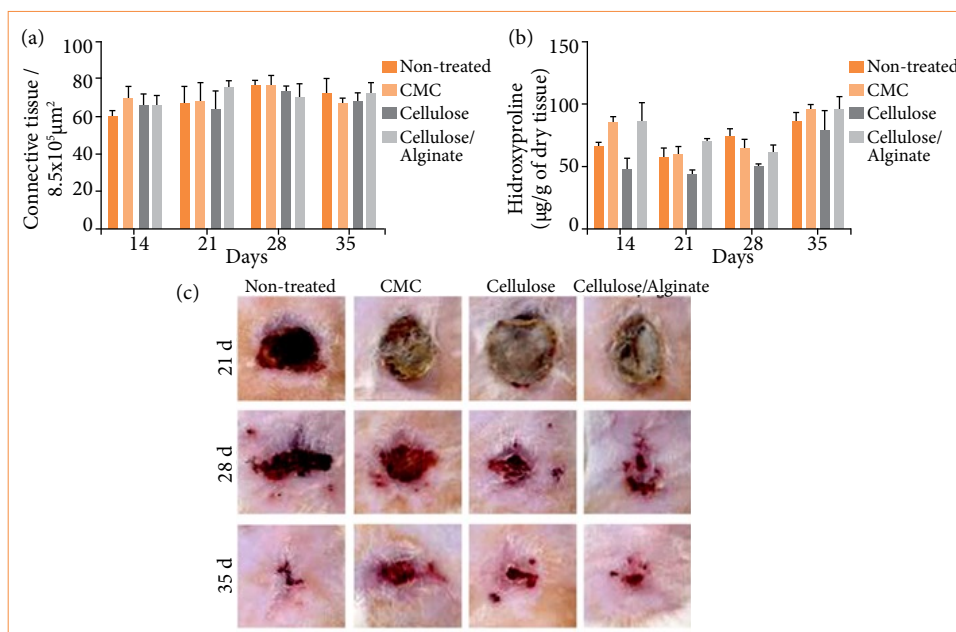 (a)
100
80
60
40
20
0
Connective tissue /
8.5x10⁵µm²
14 21 28 35
Days
Non-treated
CMC
Cellulose
Cellulose/
Alginate
(b)
150
100
50
0
Hidroxyproline
(µg/g of dry tissue)
14 21 28 35
Days
Non-treated
CMC
Cellulose
Cellulose/
Alginate
(c)
Non-treated CMC Cellulose Cellulose/Alginate
21 d
28 d
35 d